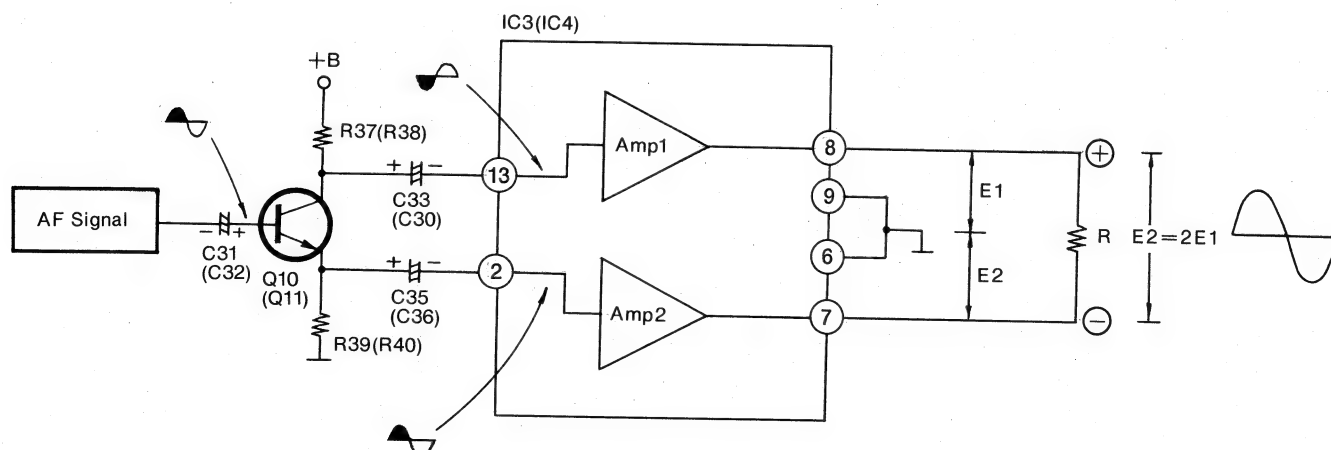 IC3(IC4)
+B
R37(R38)
Amp1
8
+
+ −
13
C33
(C30)
9
E1
AF Signal
− +
C31
(C32)
R
E2=2E1
6
Q10
(Q11)
+ −
2
C35
(C36)
E2
Amp2
7
−
R39(R40)